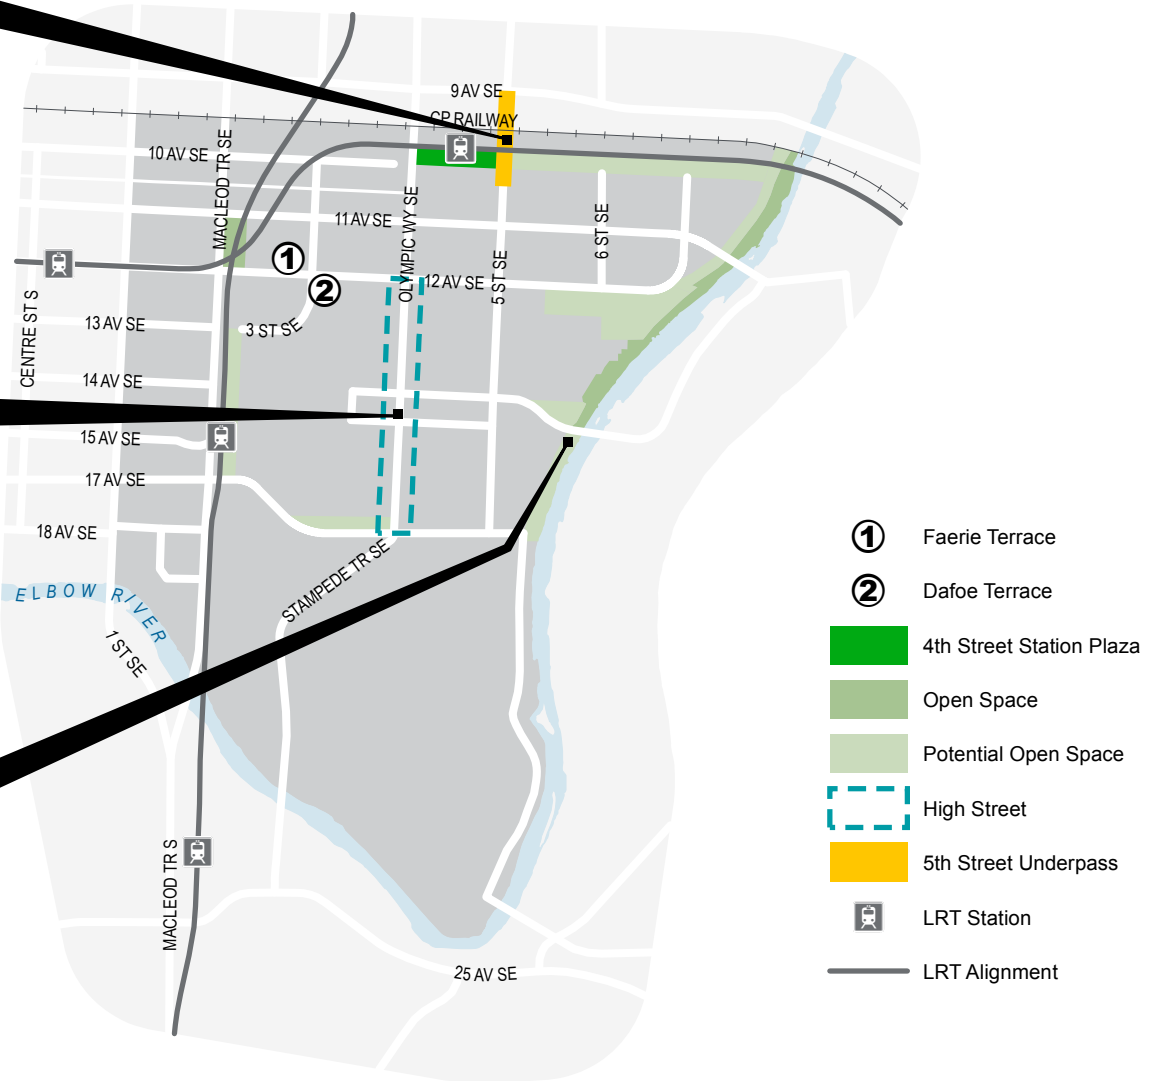 9 AV SE
CP RAILWAY
MACLEOD TR SE
10 AV SE
OLYMPIC WY SE
11 AV SE
6 ST SE
5 ST SE
1
2
12 AV SE
CENTRE ST S
13 AV SE
3 ST SE
14 AV SE
15 AV SE
17 AV SE
18 AV SE
STAMPEDE TR SE
ELBOW RIVER
1 ST SE
MACLEOD TR S
25 AV SE
1 Faerie Terrace
2 Dafoe Terrace
4th Street Station Plaza
Open Space
Potential Open Space
High Street
5th Street Underpass
LRT Station
LRT Alignment